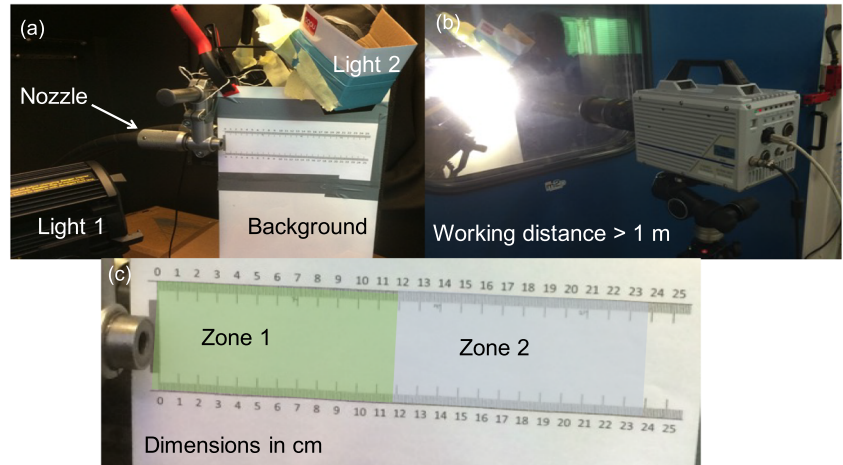 (a)
Nozzle
Light 2
Light 1
Background
(b)
Working distance > 1 m
(c)
0 1 2 3 4 5 6 7 8 9 10 11 12 13 14 15 16 17 18 19 20 21 22 23 24 25
Zone 1
Zone 2
0 1 2 3 4 5 6 7 8 9 10 11 12 13 14 15 16 17 18 19 20 21 22 23 24 25
Dimensions in cm